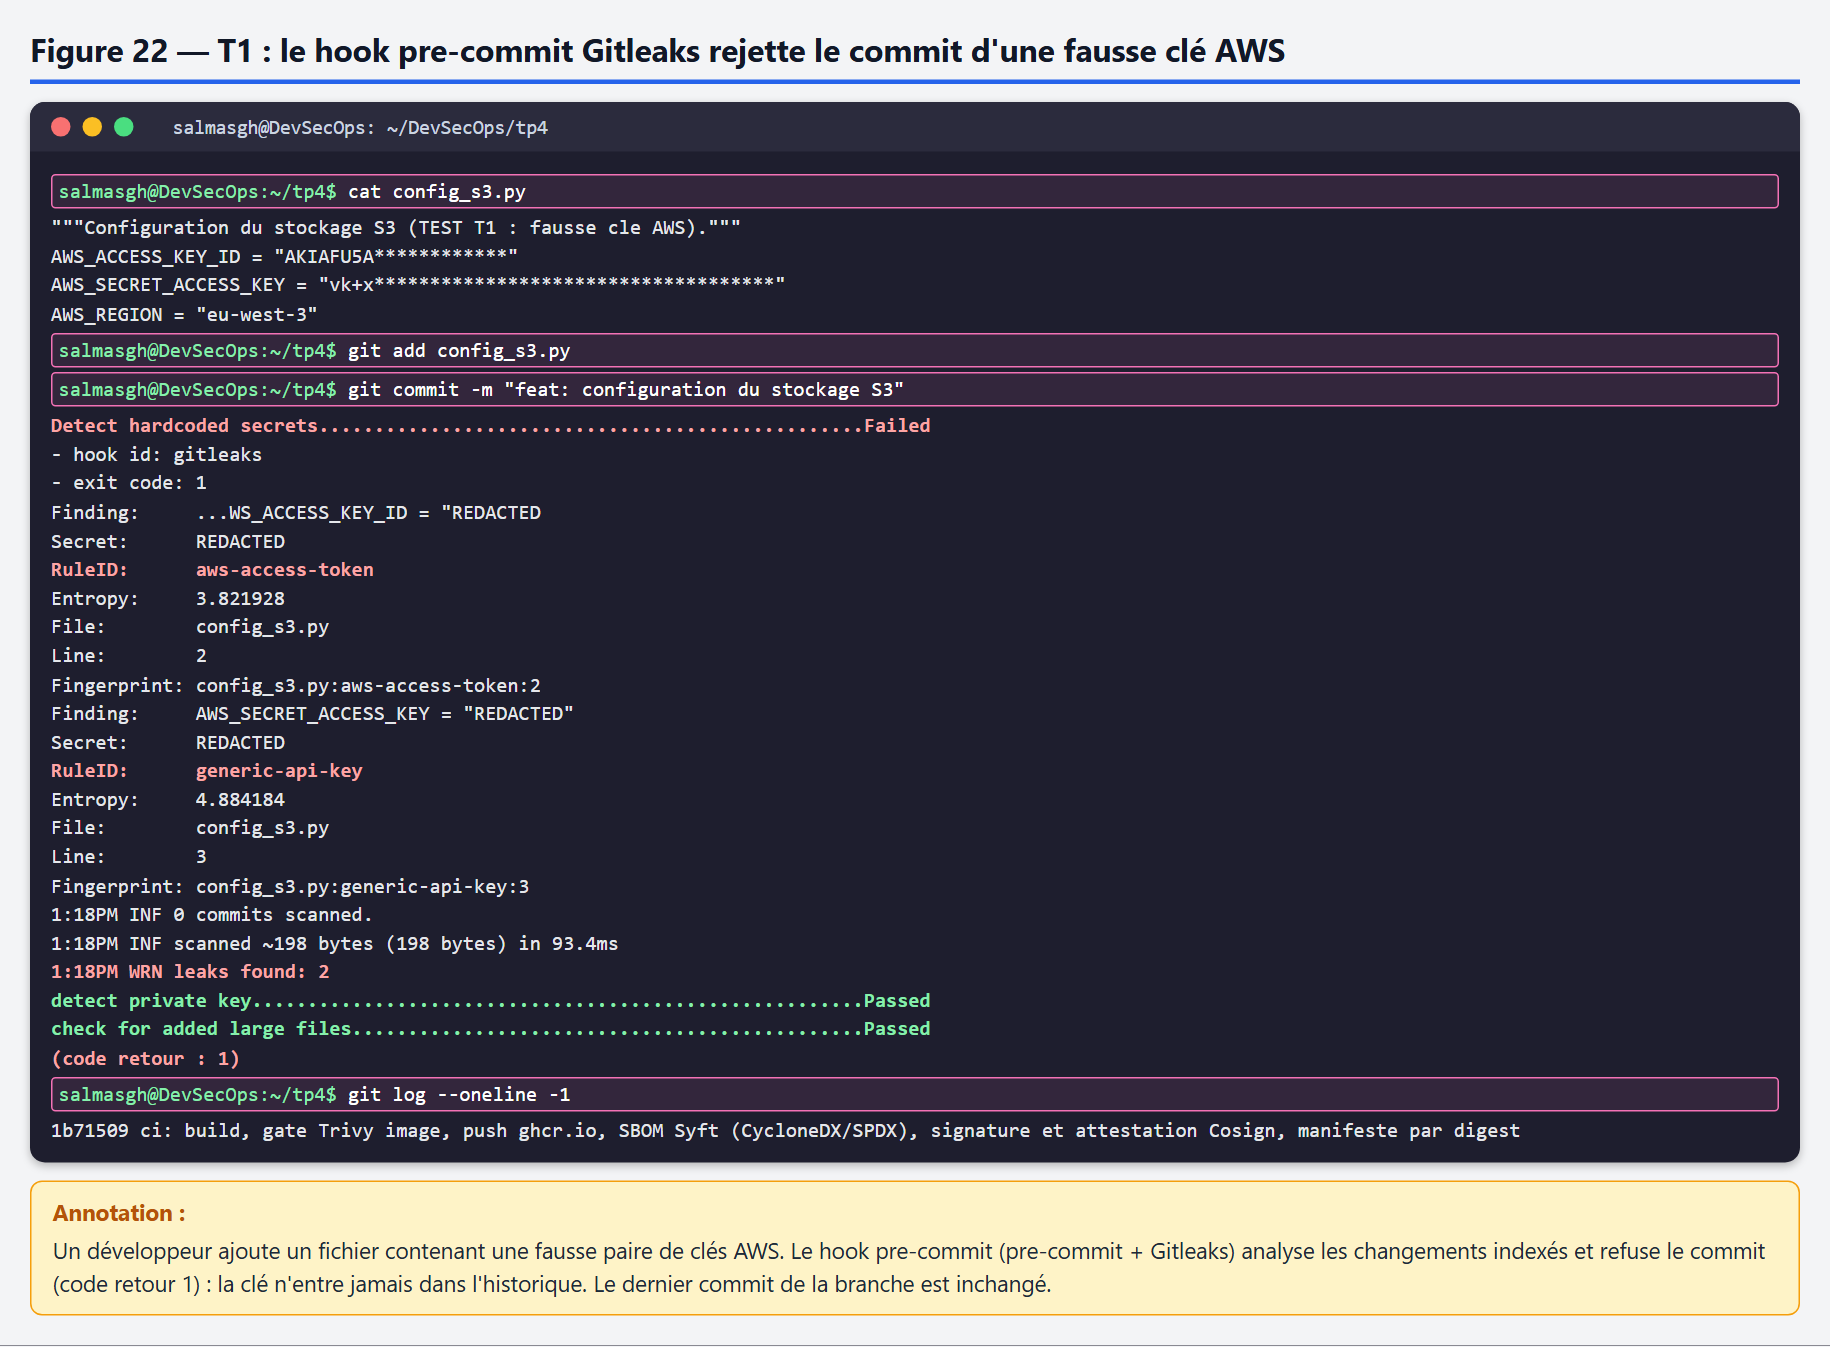 Figure 22 — T1 : le hook pre-commit Gitleaks rejette le commit d'une fausse clé AWS
salmasgh@DevSecOps: ~/DevSecOps/tp4
salmasgh@DevSecOps:~/tp4$ cat config_s3.py
"""Configuration du stockage S3 (TEST T1 : fausse cle AWS)."""
AWS_ACCESS_KEY_ID = "AKIAFU5A************"
AWS_SECRET_ACCESS_KEY = "vk+x************************************"
AWS_REGION = "eu-west-3"
salmasgh@DevSecOps:~/tp4$ git add config_s3.py
salmasgh@DevSecOps:~/tp4$ git commit -m "feat: configuration du stockage S3"
Detect hardcoded secrets.................................................Failed
- hook id: gitleaks
- exit code: 1
Finding:     ...WS_ACCESS_KEY_ID = "REDACTED
Secret:      REDACTED
RuleID:      aws-access-token
Entropy:     3.821928
File:        config_s3.py
Line:        2
Fingerprint: config_s3.py:aws-access-token:2
Finding:     AWS_SECRET_ACCESS_KEY = "REDACTED"
Secret:      REDACTED
RuleID:      generic-api-key
Entropy:     4.884184
File:        config_s3.py
Line:        3
Fingerprint: config_s3.py:generic-api-key:3
1:18PM INF 0 commits scanned.
1:18PM INF scanned ~198 bytes (198 bytes) in 93.4ms
1:18PM WRN leaks found: 2
detect private key.......................................................Passed
check for added large files..............................................Passed
(code retour : 1)
salmasgh@DevSecOps:~/tp4$ git log --oneline -1
1b71509 ci: build, gate Trivy image, push ghcr.io, SBOM Syft (CycloneDX/SPDX), signature et attestation Cosign, manifeste par digest
Annotation :
Un développeur ajoute un fichier contenant une fausse paire de clés AWS. Le hook pre-commit (pre-commit + Gitleaks) analyse les changements indexés et refuse le commit
(code retour 1) : la clé n'entre jamais dans l'historique. Le dernier commit de la branche est inchangé.